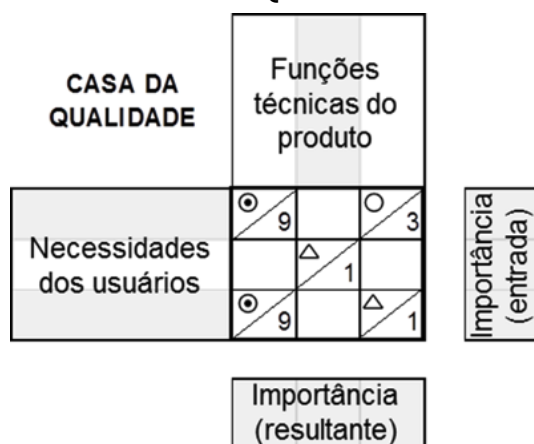 CASA DA
QUALIDADE
Funções
técnicas do
produto
Necessidades
dos usuários
9
3
1
9
1
Importância
(entrada)
Importância
(resultante)